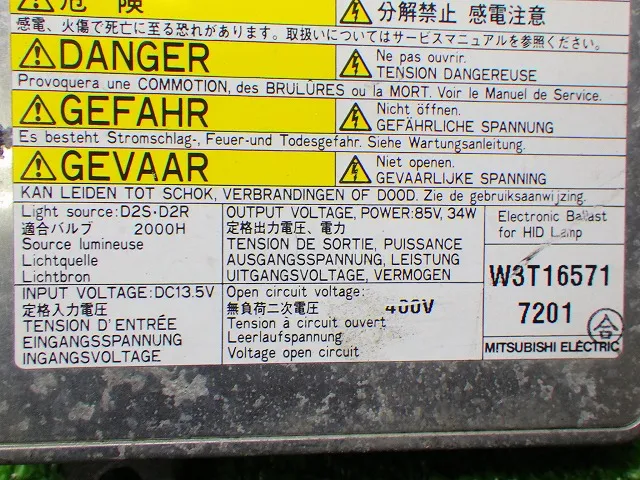 危 険
分解禁止 感電注意
感電、火傷で死亡に至る恐れがあります。取扱いについてはサービスマニュアルを参照ください。
DANGER
Ne pas ouvrir.
TENSION DANGEREUSE
Provoquera une COMMOTION, des BRULÛRES ou la MORT. Voir le Manuel de Service.
GEFAHR
Nicht öffnen.
GEFÄHRLICHE SPANNUNG
Es besteht Stromschlag-, Feuer-und Todesgefahr. Siehe Wartungsanleitung.
GEVAAR
Niet openen.
GEVAARLIJKE SPANNING
KAN LEIDEN TOT SCHOK, VERBRANDINGEN OF DOOD. Zie de gebruiksaanwijzing.
Light source:D2S・D2R
適合バルブ 2000H
Source lumineuse
Lichtquelle
Lichtbron
OUTPUT VOLTAGE, POWER:85V, 34W
定格出力電圧、電力
TENSION DE SORTIE, PUISSANCE
AUSGANGSSPANNUNG, LEISTUNG
UITGANGSVOLTAGE, VERMOGEN
Electronic Ballast
for HID Lamp
INPUT VOLTAGE:DC13.5V
定格入力電圧
TENSION D'ENTRÉE
EINGANGSSPANNUNG
INGANGSVOLTAGE
Open circuit voltage:
無負荷二次電圧 400V
Tension à circuit ouvert
Leerlaufspannung
Voltage open circuit
W3T16571
7201
合
MITSUBISHI ELECTRIC